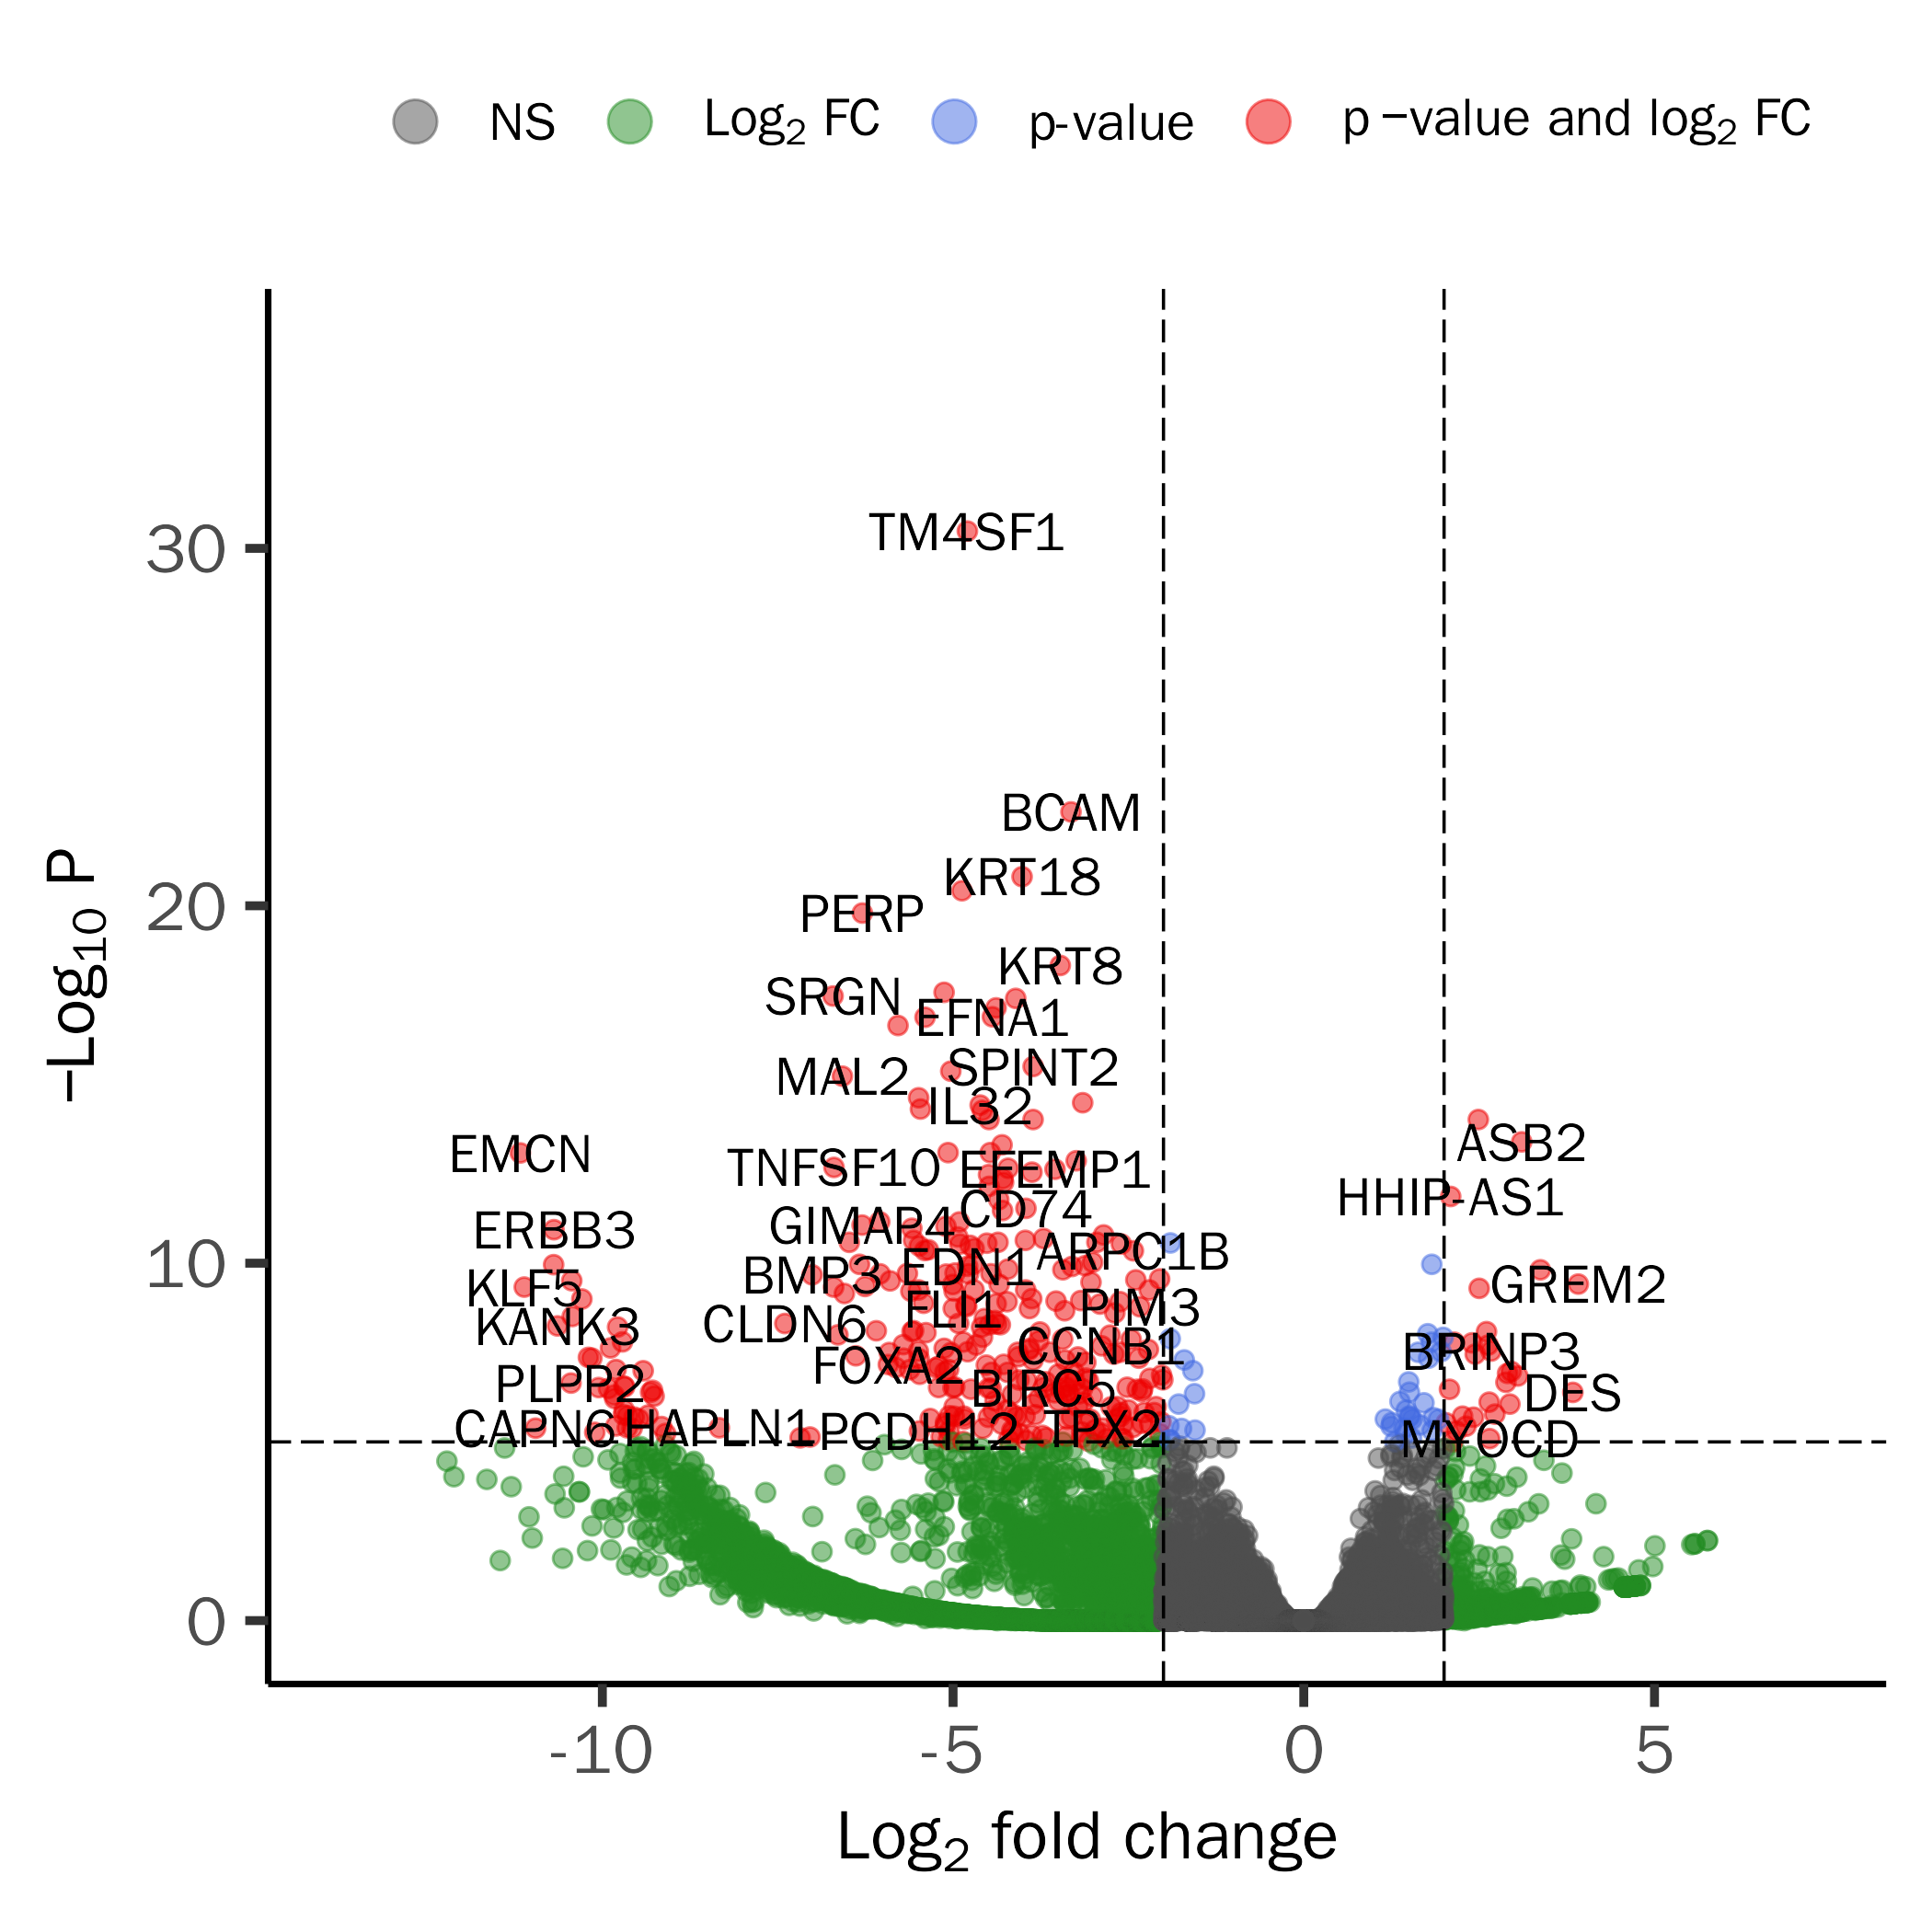 NS Log₂ FC p-value p −value and log₂ FC
30
TM4SF1
BCAM
KRT18
20
PERP
KRT8
SRGN
EFNA1
SPINT2
MAL2
IL32
ASB2
EMCN
TNFSF10 EFEMP1
HHIP-AS1
CD74
GIMAP4
ERBB3
ARPC1B
10
EDN1
BMP3
GREM2
KLF5
FLI1 PIM3
CLDN6
KANK3
CCNB1
BRINP3
FOXA2
PLPP2
BIRC5
DES
CAPN6 HAPLN1 PCDH12 TPX2
MYOCD
0
−Log₁₀ P
-10 -5 0 5
Log₂ fold change